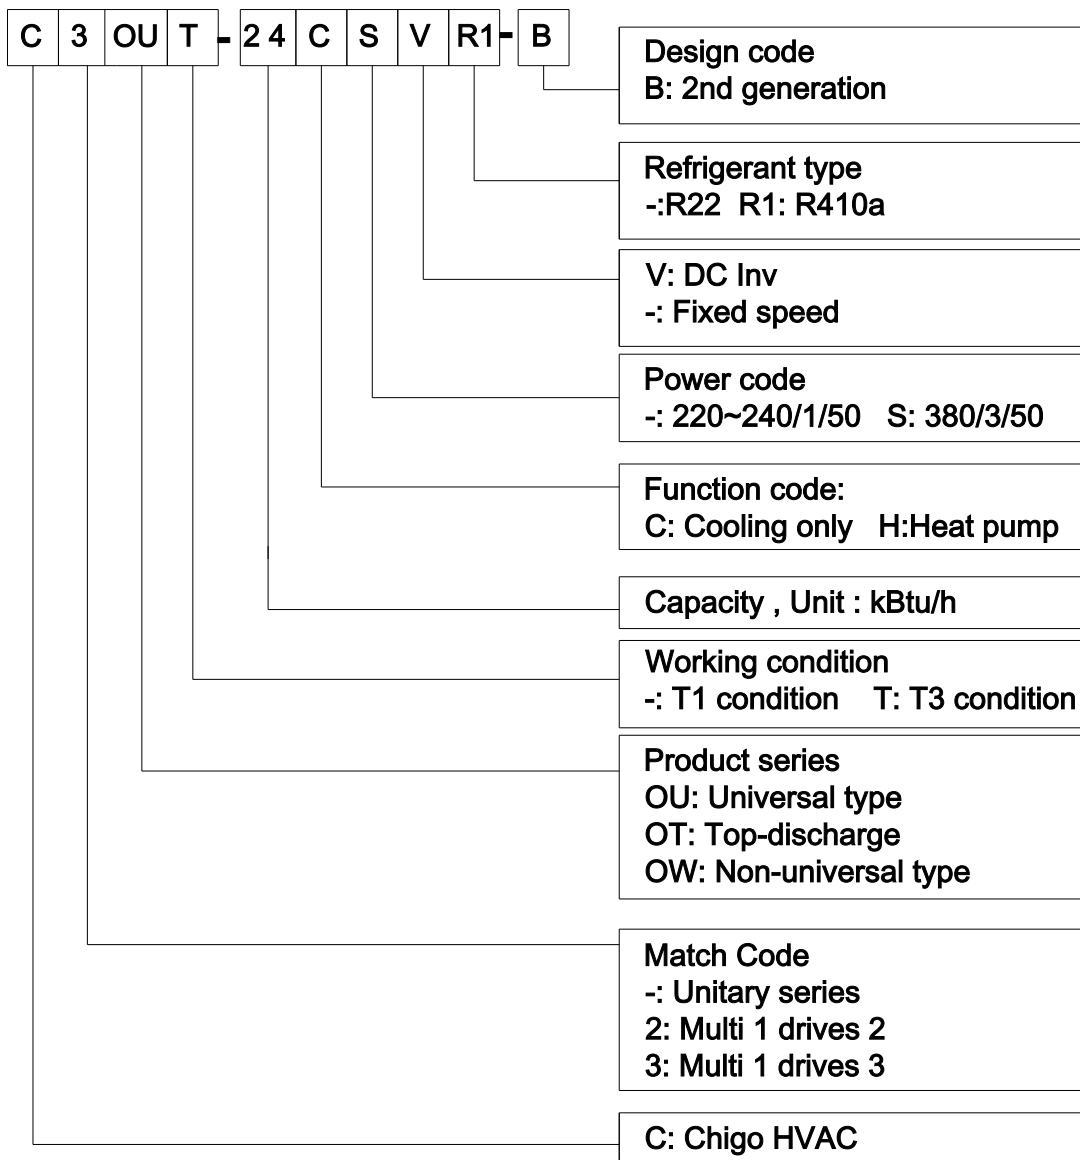 C 3 OU T - 24 C S V R1 - B
Design code
B: 2nd generation
Refrigerant type
-:R22 R1: R410a
V: DC Inv
-: Fixed speed
Power code
-: 220~240/1/50 S: 380/3/50
Function code:
C: Cooling only H:Heat pump
Capacity , Unit : kBtu/h
Working condition
-: T1 condition T: T3 condition
Product series
OU: Universal type
OT: Top-discharge
OW: Non-universal type
Match Code
-: Unitary series
2: Multi 1 drives 2
3: Multi 1 drives 3
C: Chigo HVAC